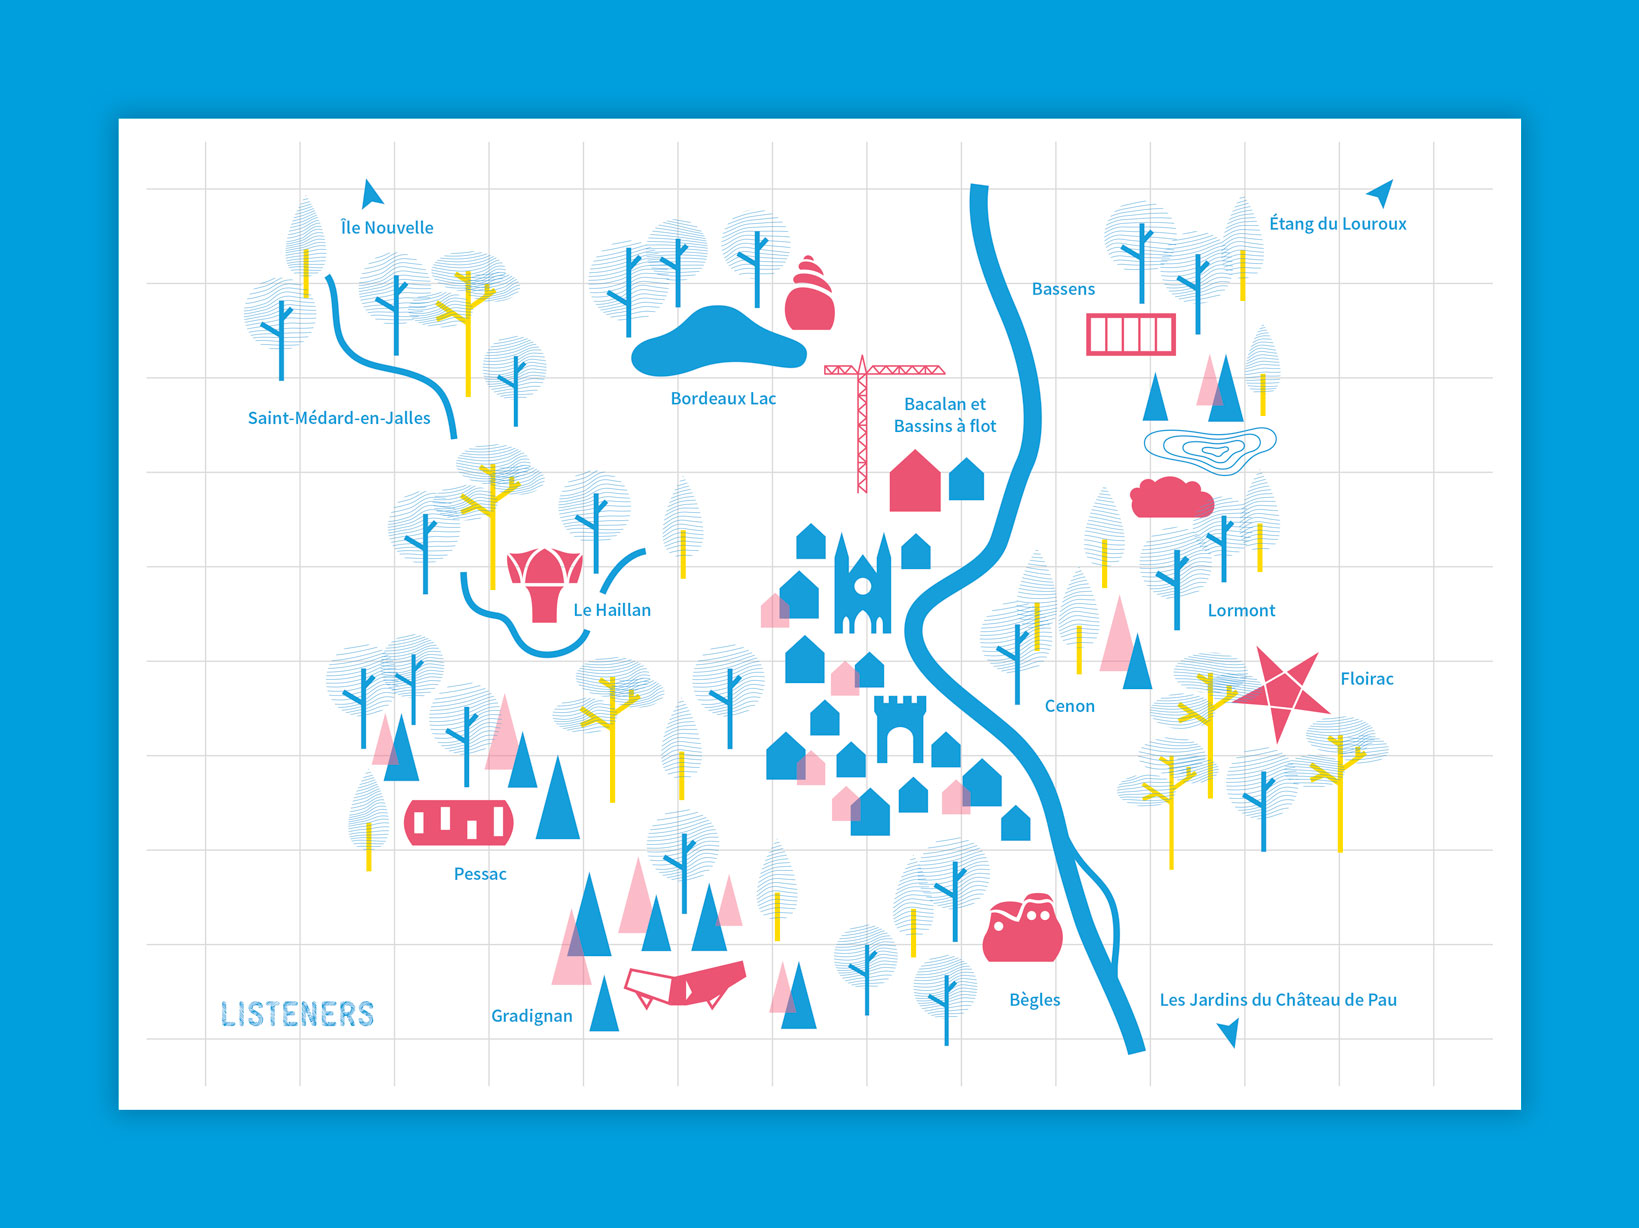 Île Nouvelle
Étang du Louroux
Bassens
Bordeaux Lac
Saint-Médard-en-Jalles
Bacalan et
Bassins à flot
Le Haillan
Lormont
Floirac
Cenon
Pessac
Gradignan
Bègles
Les Jardins du Château de Pau
LISTENERS